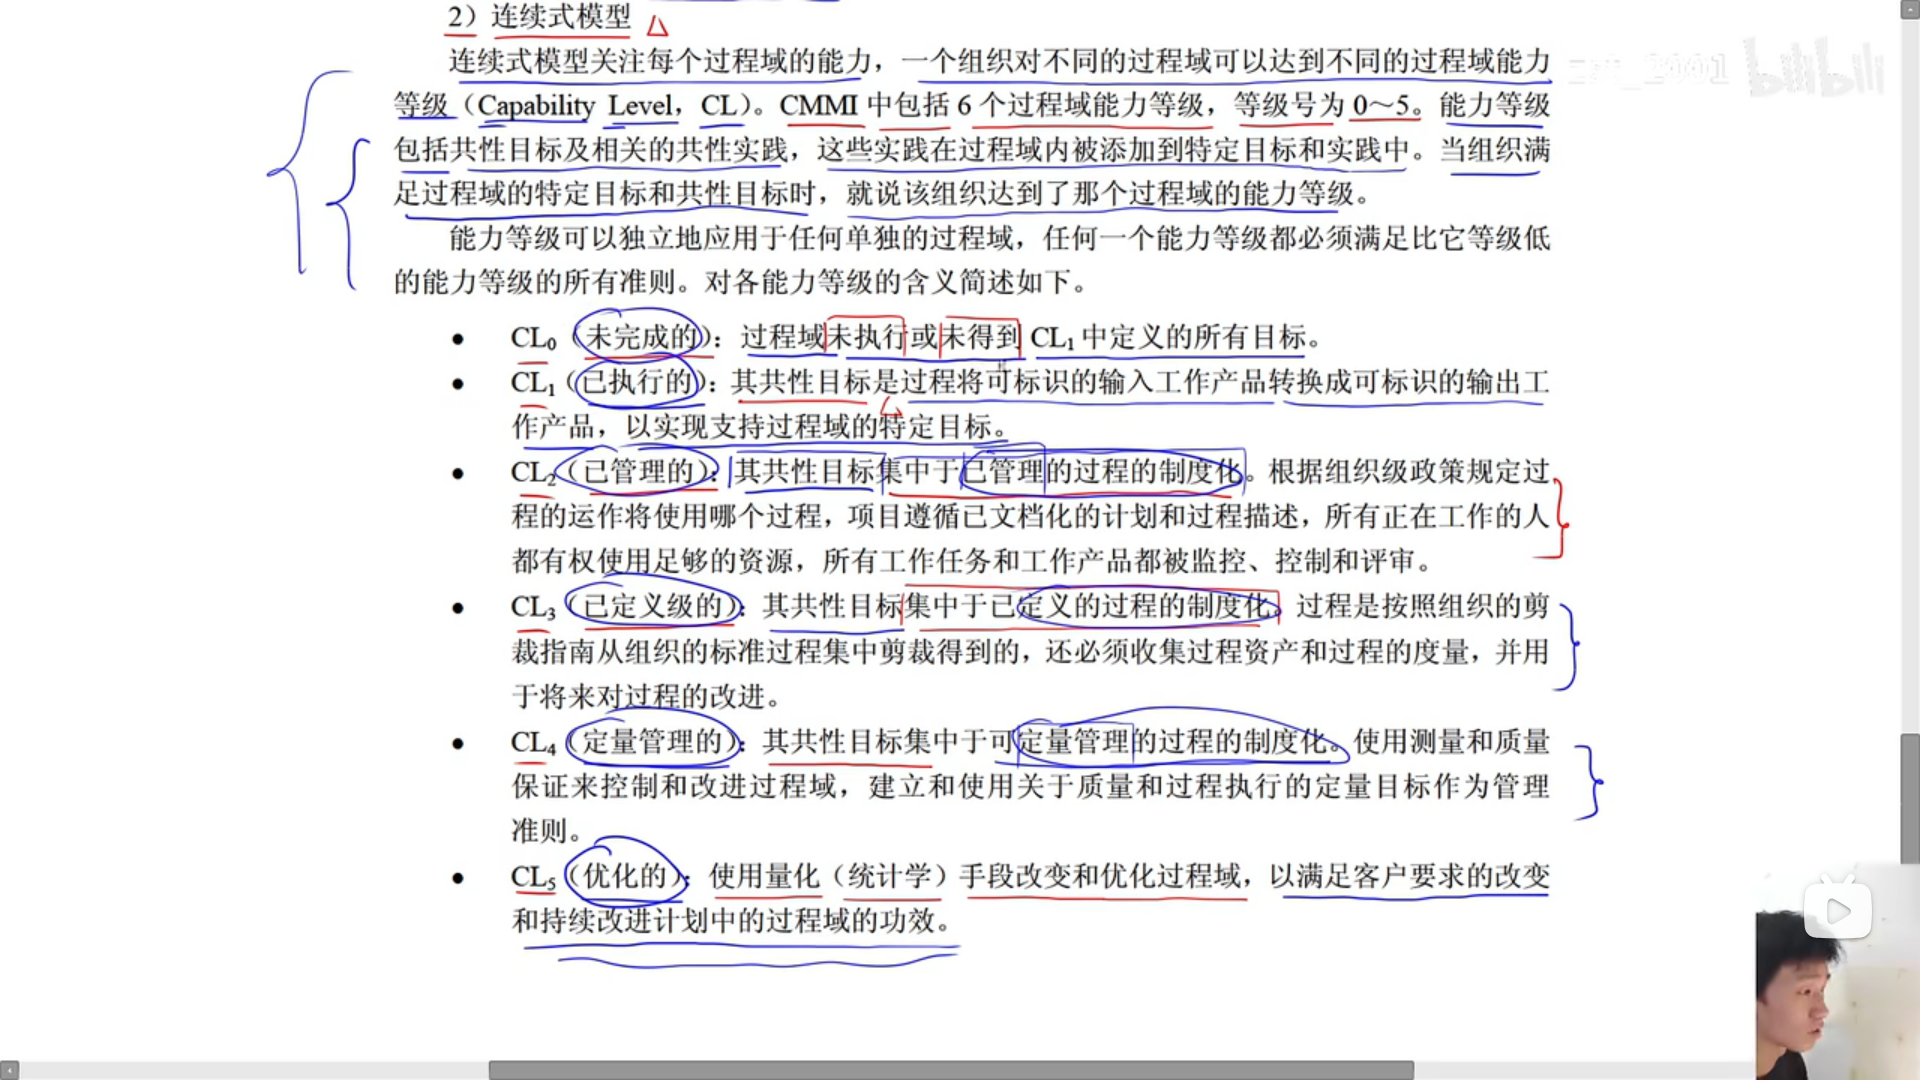 2）连续式模型
连续式模型关注每个过程域的能力，一个组织对不同的过程域可以达到不同的过程域能力
等级（Capability Level，CL）。CMMI 中包括 6 个过程域能力等级，等级号为 0～5。能力等级
包括共性目标及相关的共性实践，这些实践在过程域内被添加到特定目标和实践中。当组织满
足过程域的特定目标和共性目标时，就说该组织达到了那个过程域的能力等级。
能力等级可以独立地应用于任何单独的过程域，任何一个能力等级都必须满足比它等级低
的能力等级的所有准则。对各能力等级的含义简述如下。
● CL₀（未完成的）：过程域未执行或未得到 CL₁ 中定义的所有目标。
● CL₁（已执行的）：其共性目标是过程将可标识的输入工作产品转换成可标识的输出工
作产品，以实现支持过程域的特定目标。
● CL₂（已管理的）：其共性目标集中于已管理的过程的制度化。根据组织级政策规定过
程的运作将使用哪个过程，项目遵循已文档化的计划和过程描述，所有正在工作的人
都有权使用足够的资源，所有工作任务和工作产品都被监控、控制和评审。
● CL₃（已定义级的）：其共性目标集中于已定义的过程的制度化。过程是按照组织的剪
裁指南从组织的标准过程集中剪裁得到的，还必须收集过程资产和过程的度量，并用
于将来对过程的改进。
● CL₄（定量管理的）：其共性目标集中于可定量管理的过程的制度化。使用测量和质量
保证来控制和改进过程域，建立和使用关于质量和过程执行的定量目标作为管理
准则。
● CL₅（优化的）：使用量化（统计学）手段改变和优化过程域，以满足客户要求的改变
和持续改进计划中的过程域的功效。
bilibili